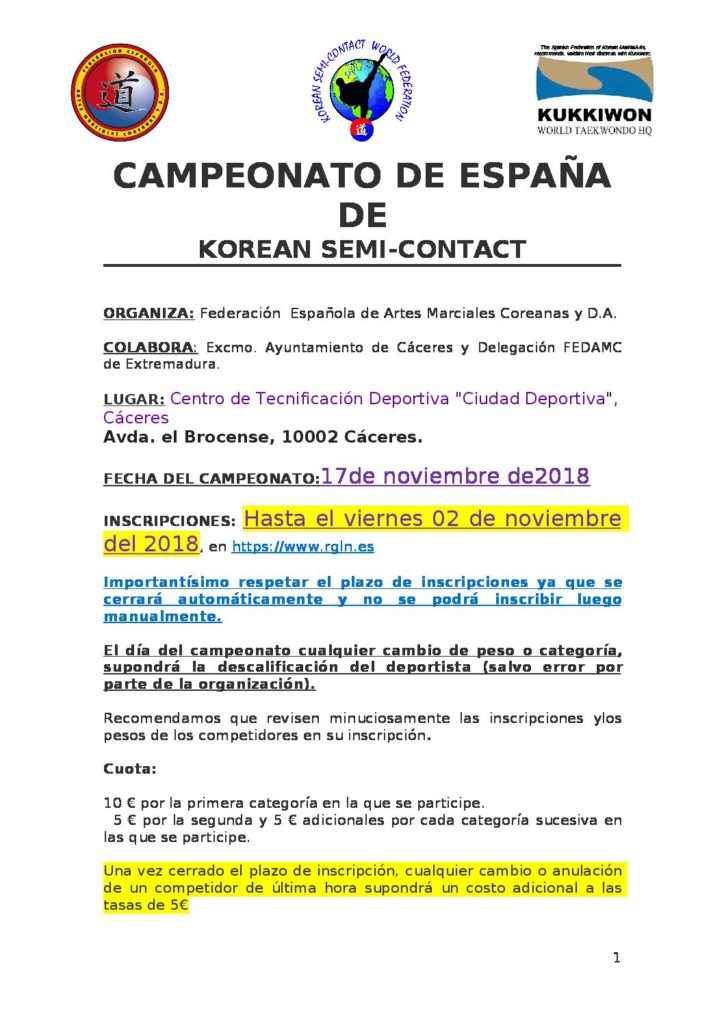 FEDERACIÓN ESPAÑOLA
ARTES MARCIALES COREANAS Y D.A.
道
KOREAN SEMI-CONTACT WORLD FEDERATION
道
The Spanish Federation of Korean Martial Arts,
recommends, validate their diplomas with Kukkiwon:
KUKKIWON
WORLD TAEKWONDO HQ
CAMPEONATO DE ESPAÑA
DE
KOREAN SEMI-CONTACT
ORGANIZA: Federación Española de Artes Marciales Coreanas y D.A.
COLABORA: Excmo. Ayuntamiento de Cáceres y Delegación FEDAMC
de Extremadura.
LUGAR: Centro de Tecnificación Deportiva "Ciudad Deportiva",
Cáceres
Avda. el Brocense, 10002 Cáceres.
FECHA DEL CAMPEONATO:17de noviembre de2018
INSCRIPCIONES: Hasta el viernes 02 de noviembre
del 2018, en https://www.rgln.es
Importantísimo respetar el plazo de inscripciones ya que se
cerrará automáticamente y no se podrá inscribir luego
manualmente.
El día del campeonato cualquier cambio de peso o categoría,
supondrá la descalificación del deportista (salvo error por
parte de la organización).
Recomendamos que revisen minuciosamente las inscripciones ylos
pesos de los competidores en su inscripción.
Cuota:
10 € por la primera categoría en la que se participe.
5 € por la segunda y 5 € adicionales por cada categoría sucesiva en
las que se participe.
Una vez cerrado el plazo de inscripción, cualquier cambio o anulación
de un competidor de última hora supondrá un costo adicional a las
tasas de 5€
1